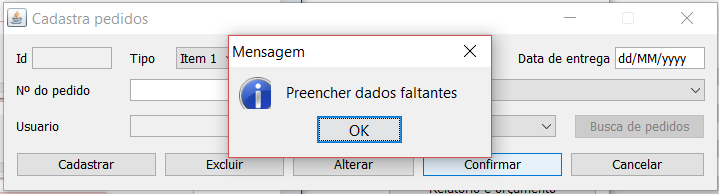 Cadastra pedidos
Id
Tipo
Item 1
Data de entrega
dd/MM/yyyy
Mensagem
Preencher dados faltantes
OK
Nº do pedido
Usuario
Busca de pedidos
Cadastrar
Excluir
Alterar
Confirmar
Cancelar
Relatorio e orçamento